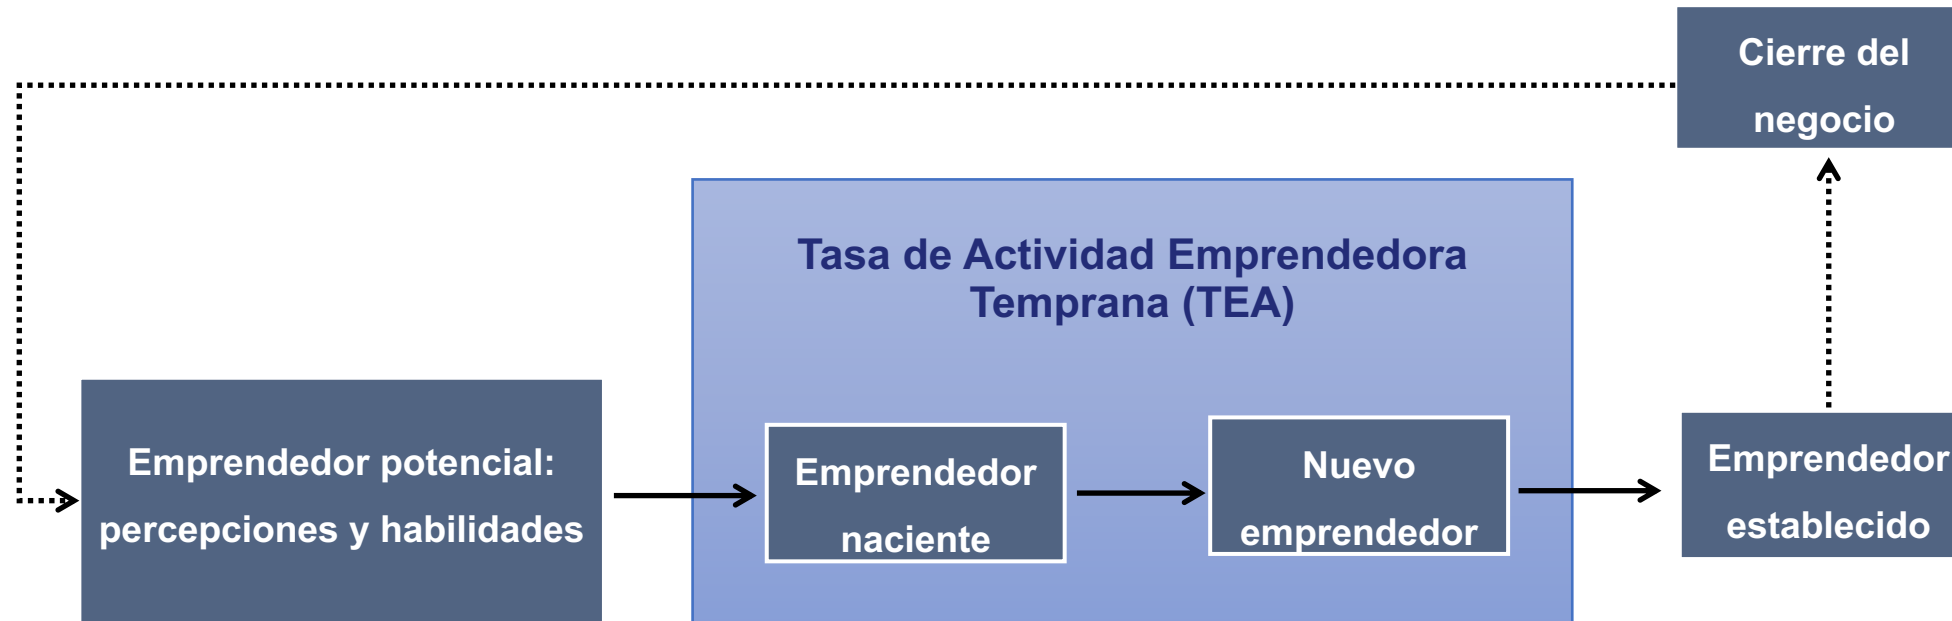 Cierre del
negocio
Tasa de Actividad Emprendedora
Temprana (TEA)
Emprendedor potencial:
percepciones y habilidades
Emprendedor
naciente
Nuevo
emprendedor
Emprendedor
establecido